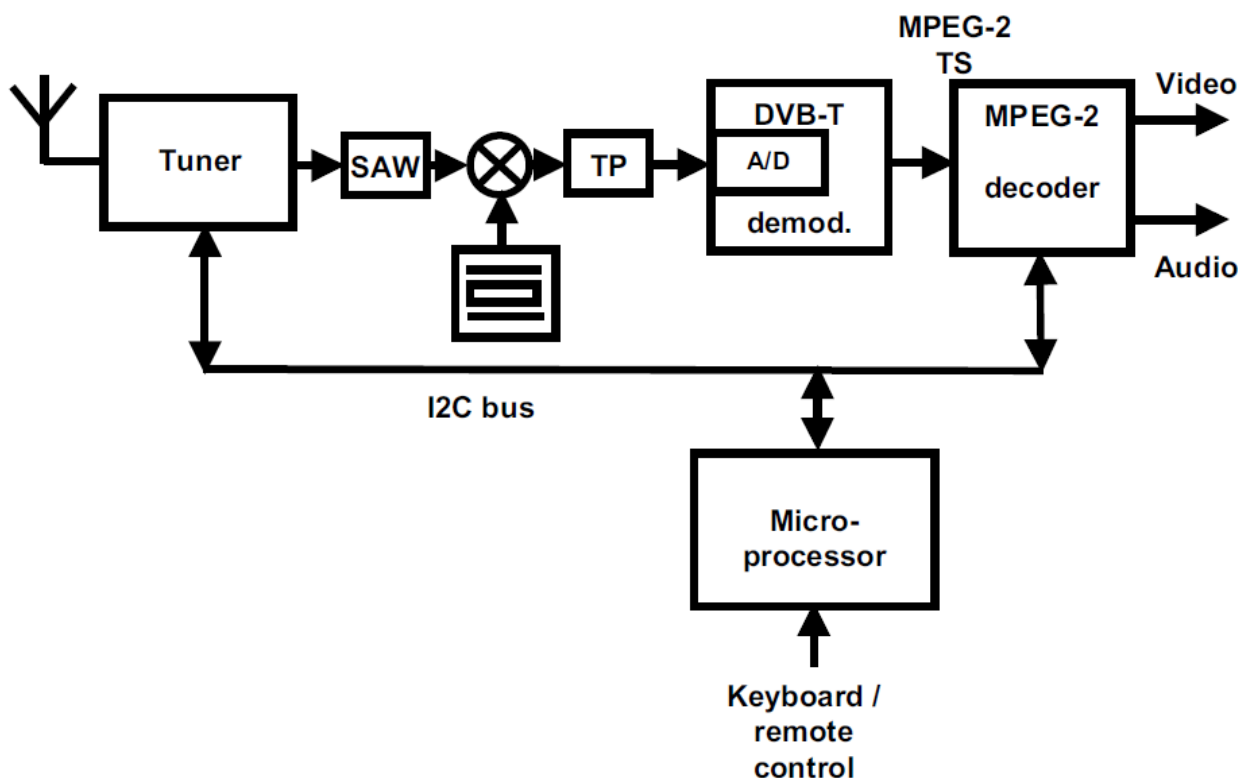 MPEG-2
TS
Video
Tuner
SAW
TP
DVB-T
A/D
demod.
MPEG-2
decoder
Audio
I2C bus
Micro-
processor
Keyboard /
remote
control